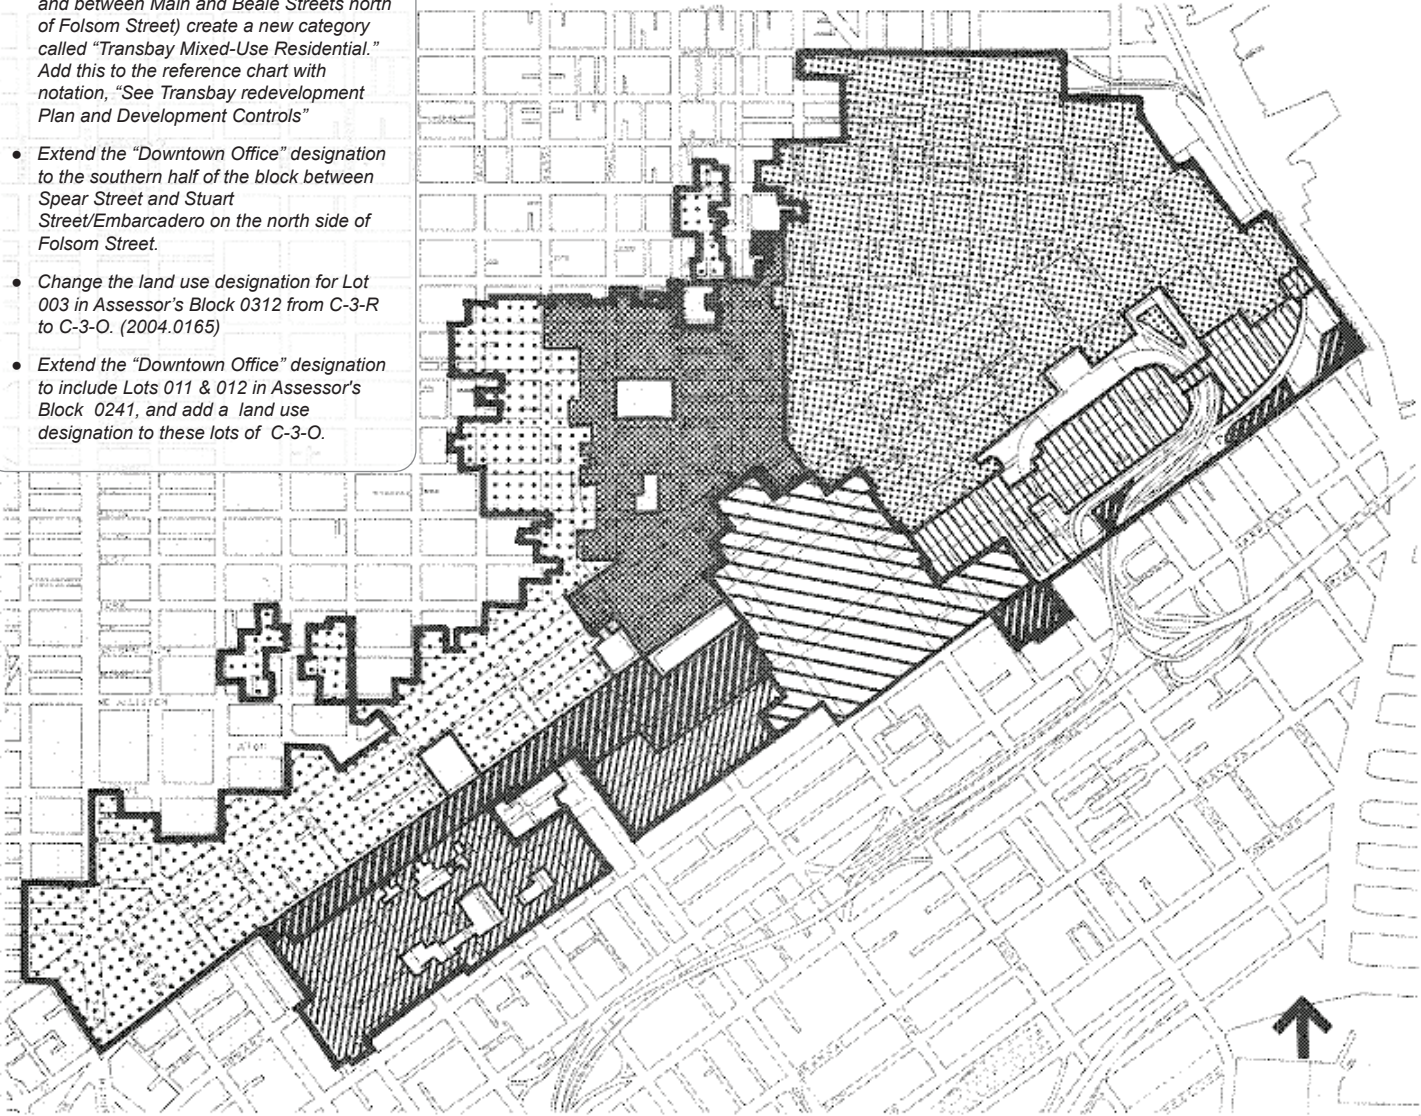 and between Main and Beale Streets north
of Folsom Street) create a new category
called “Transbay Mixed-Use Residential.”
Add this to the reference chart with
notation, “See Transbay redevelopment
Plan and Development Controls”
● Extend the “Downtown Office” designation
to the southern half of the block between
Spear Street and Stuart
Street/Embarcadero on the north side of
Folsom Street.
● Change the land use designation for Lot
003 in Assessor’s Block 0312 from C-3-R
to C-3-O. (2004.0165)
● Extend the “Downtown Office” designation
to include Lots 011 & 012 in Assessor's
Block 0241, and add a land use
designation to these lots of C-3-O.